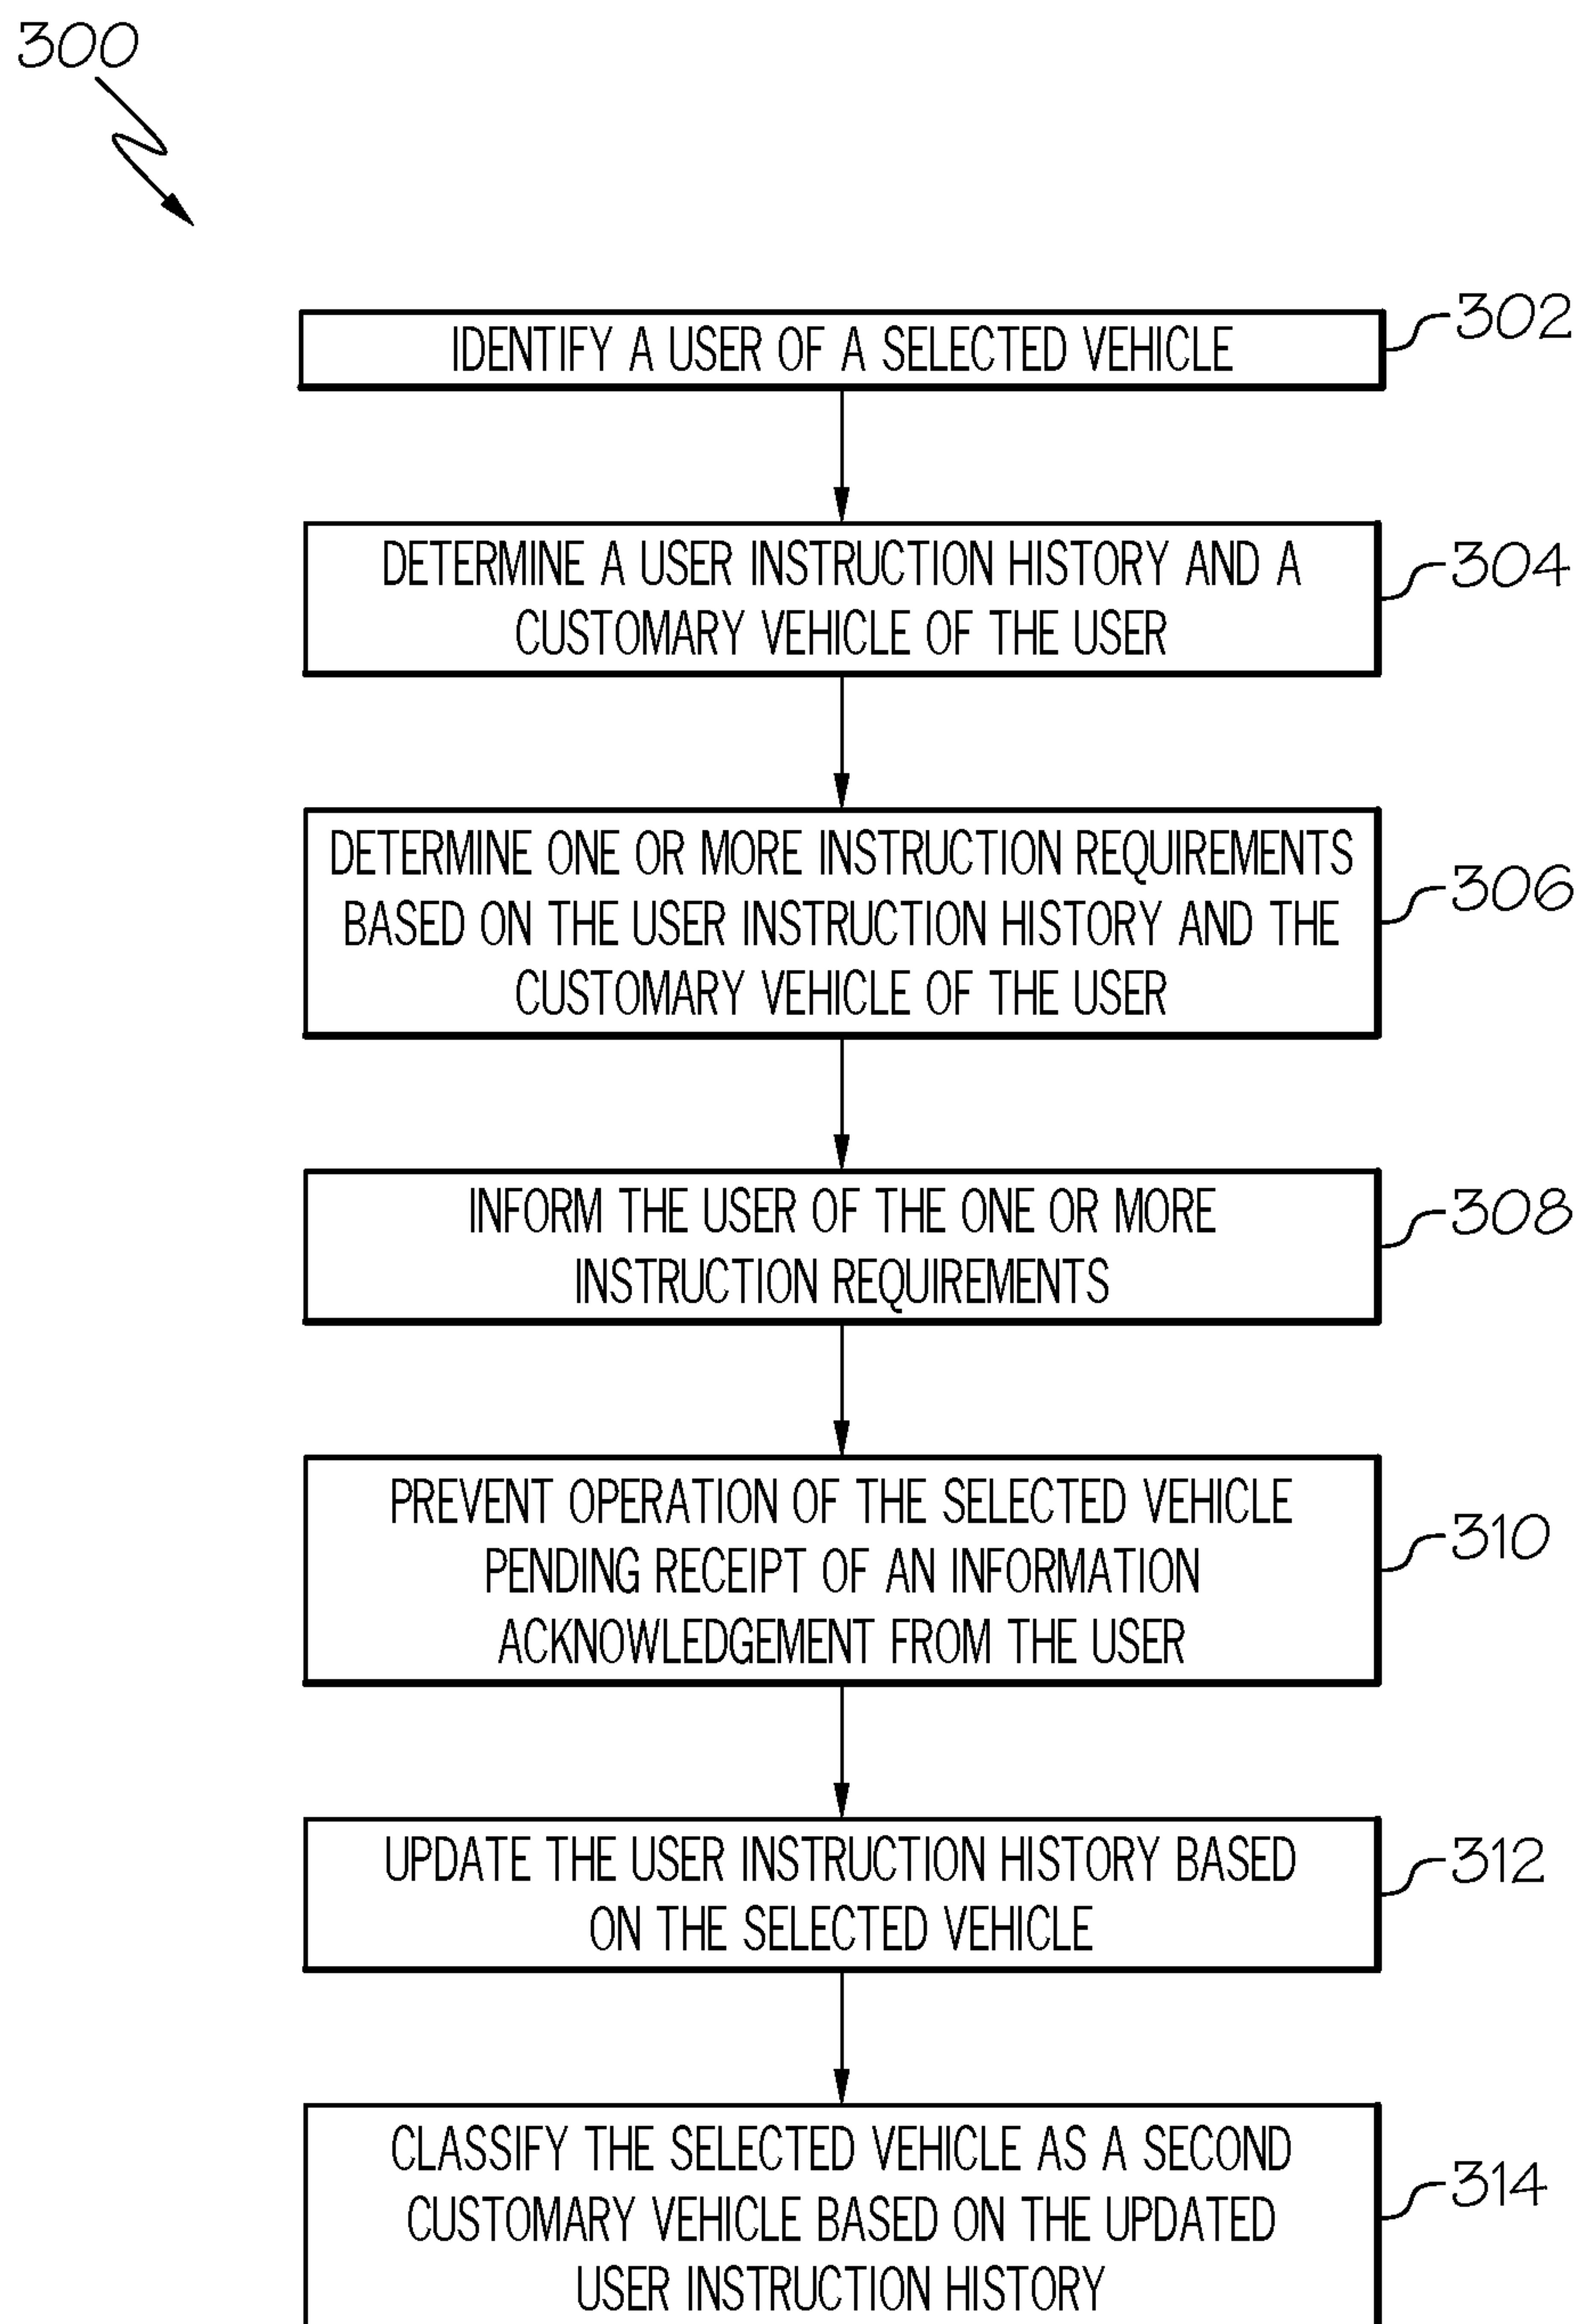 300
IDENTIFY A USER OF A SELECTED VEHICLE
302
DETERMINE A USER INSTRUCTION HISTORY AND A
CUSTOMARY VEHICLE OF THE USER
304
DETERMINE ONE OR MORE INSTRUCTION REQUIREMENTS
BASED ON THE USER INSTRUCTION HISTORY AND THE
CUSTOMARY VEHICLE OF THE USER
306
INFORM THE USER OF THE ONE OR MORE
INSTRUCTION REQUIREMENTS
308
PREVENT OPERATION OF THE SELECTED VEHICLE
PENDING RECEIPT OF AN INFORMATION
ACKNOWLEDGEMENT FROM THE USER
310
UPDATE THE USER INSTRUCTION HISTORY BASED
ON THE SELECTED VEHICLE
312
CLASSIFY THE SELECTED VEHICLE AS A SECOND
CUSTOMARY VEHICLE BASED ON THE UPDATED
USER INSTRUCTION HISTORY
314